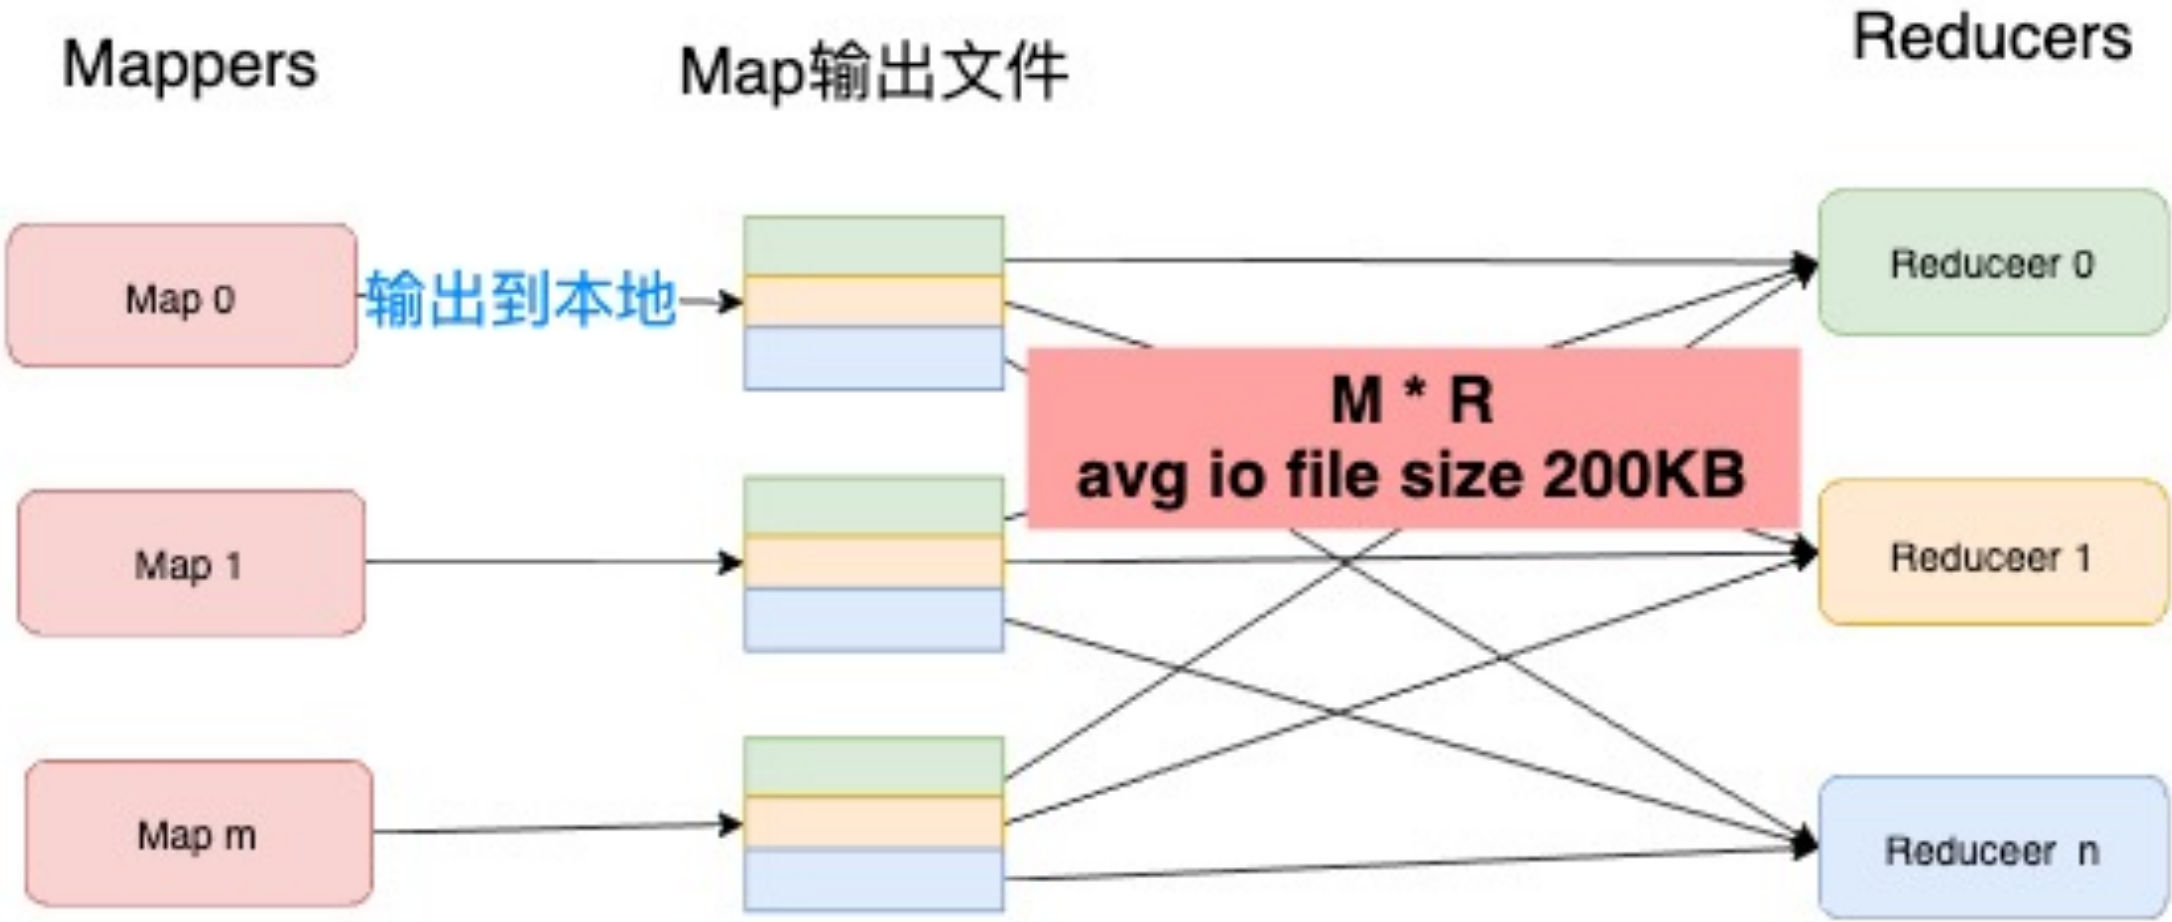 Mappers
Map输出文件
Reducers
Map 0
输出到本地
Reduceer 0
M * R
avg io file size 200KB
Map 1
Reduceer 1
Map m
Reduceer n